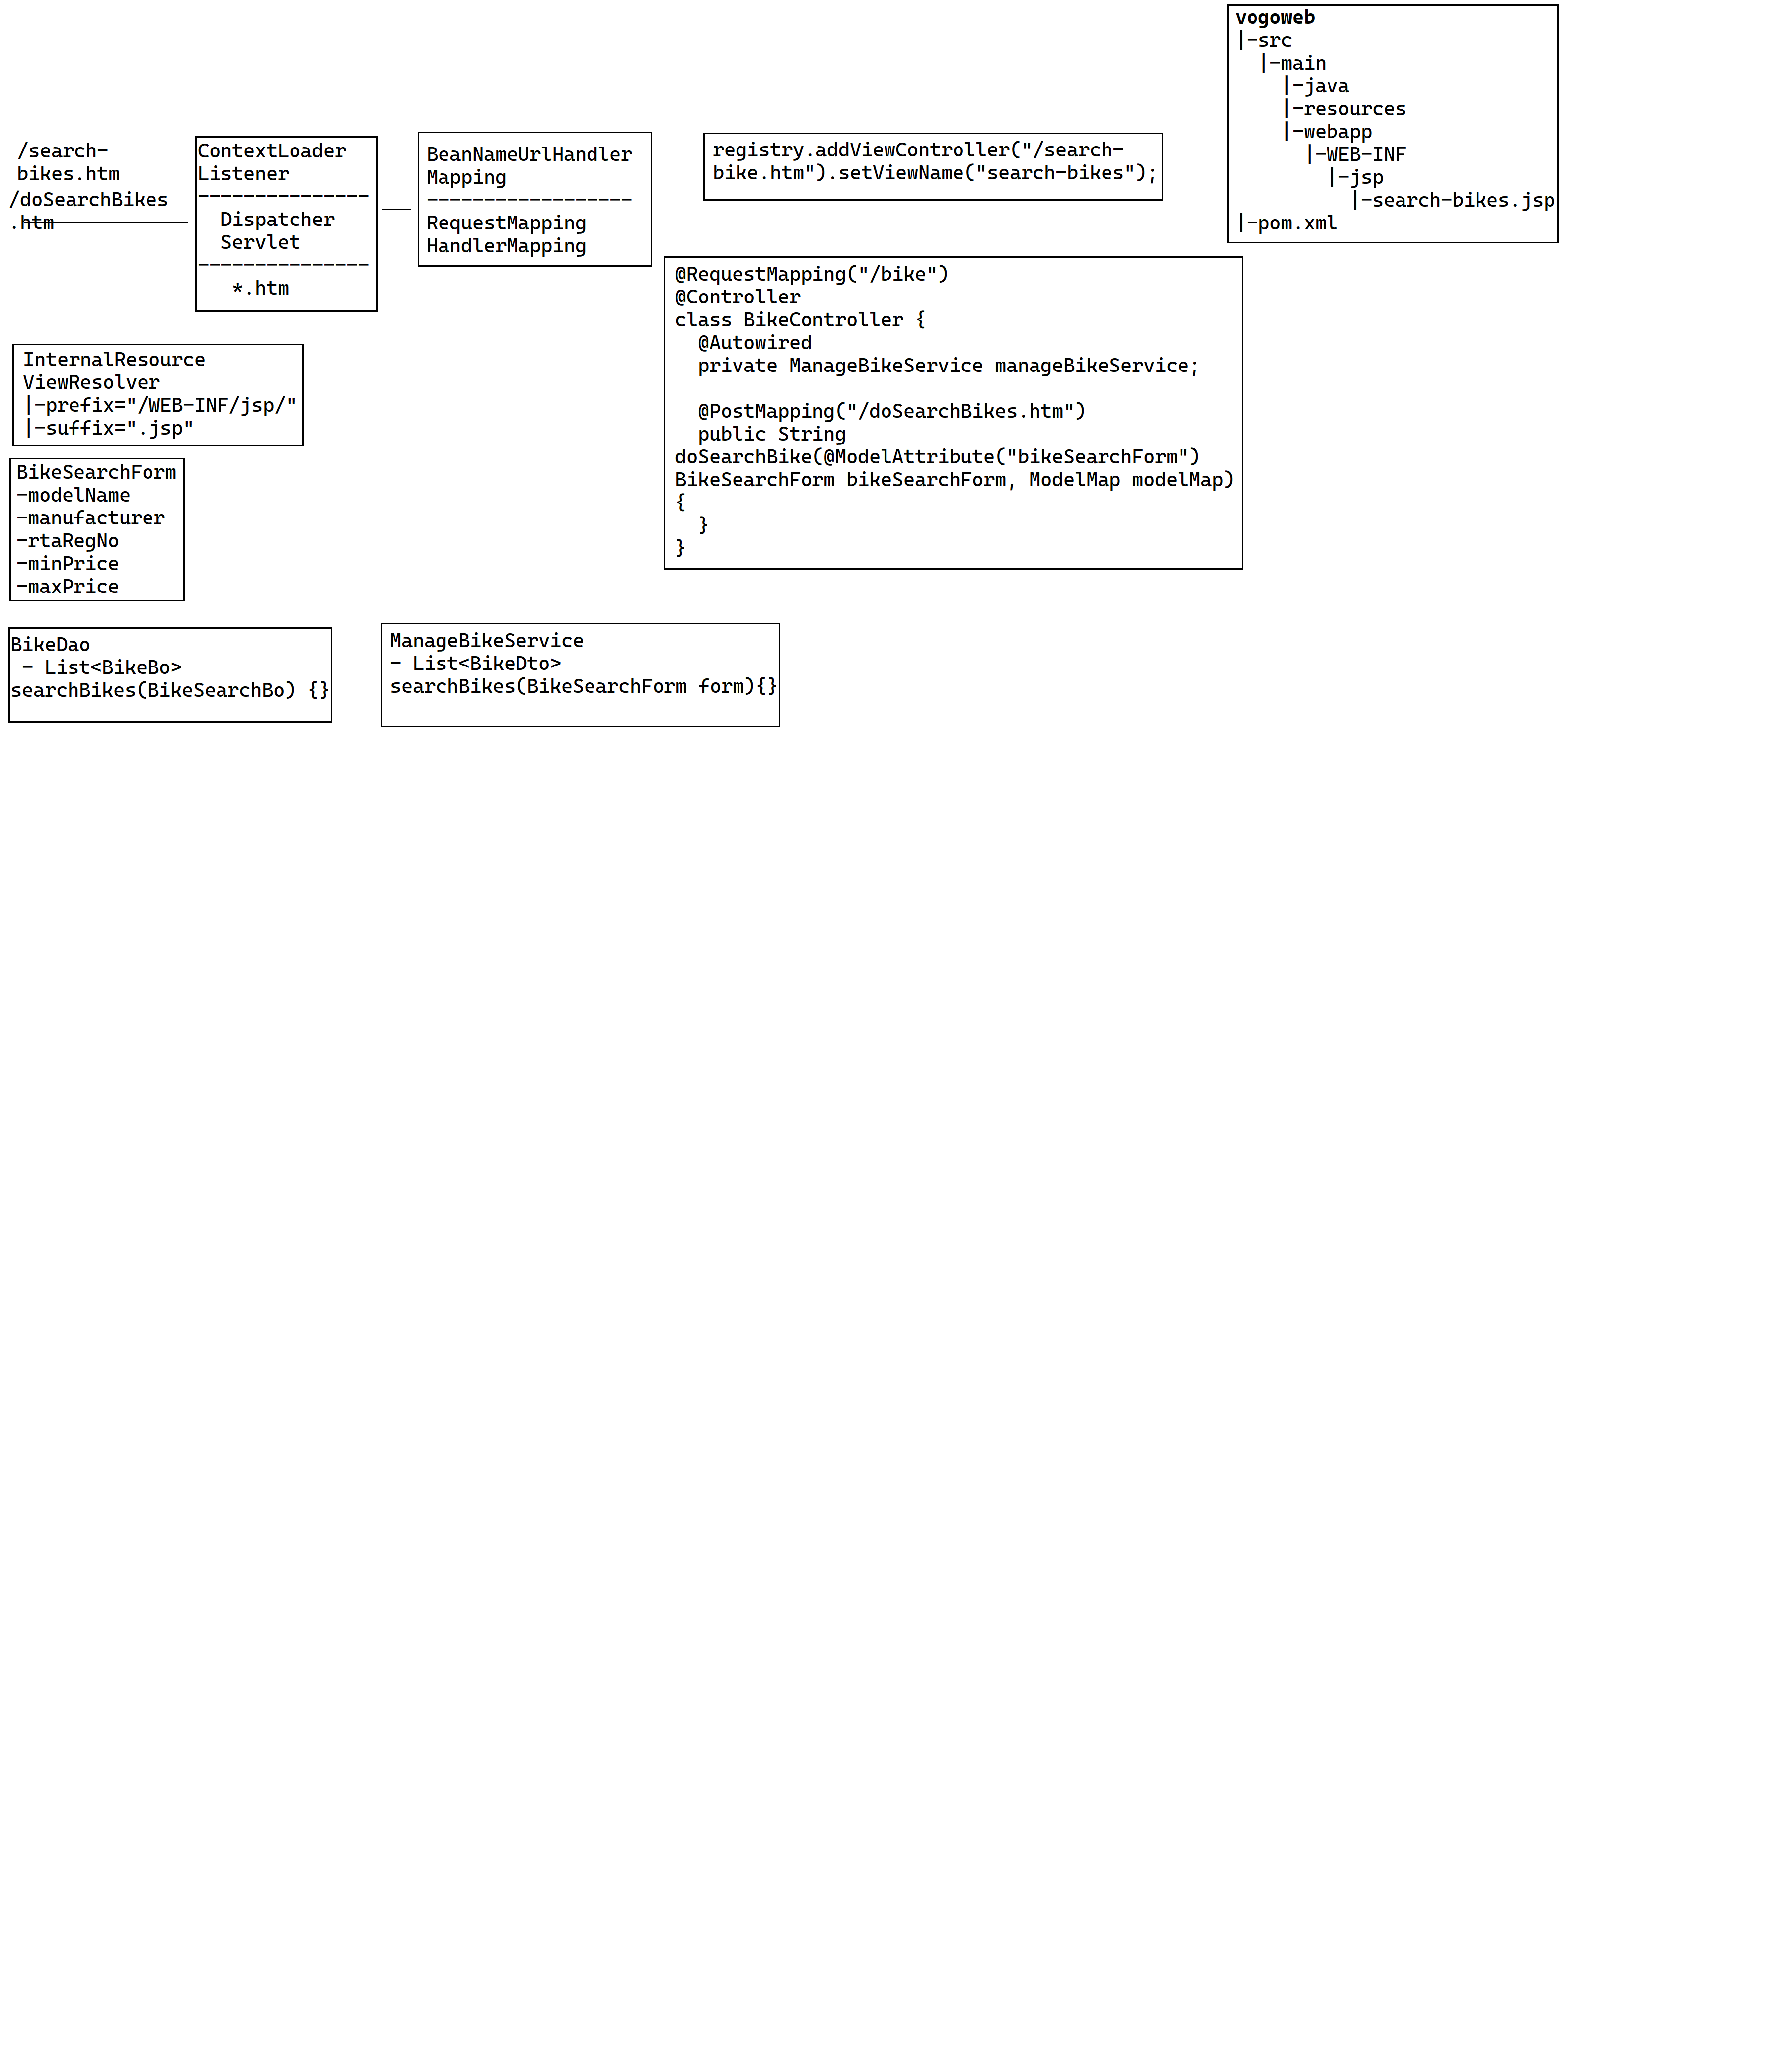 vogoweb
|-src
  |-main
    |-java
    |-resources
    |-webapp
      |-WEB-INF
        |-jsp
          |-search-bikes.jsp
|-pom.xml
/search-
bikes.htm
/doSearchBikes
.htm
ContextLoader
Listener
---------------
  Dispatcher
  Servlet
---------------
   *.htm
BeanNameUrlHandler
Mapping
------------------
RequestMapping
HandlerMapping
registry.addViewController("/search-
bike.htm").setViewName("search-bikes");
@RequestMapping("/bike")
@Controller
class BikeController {
  @Autowired
  private ManageBikeService manageBikeService;

  @PostMapping("/doSearchBikes.htm")
  public String
doSearchBike(@ModelAttribute("bikeSearchForm")
BikeSearchForm bikeSearchForm, ModelMap modelMap)
{
  }
}
InternalResource
ViewResolver
|-prefix="/WEB-INF/jsp/"
|-suffix=".jsp"
BikeSearchForm
-modelName
-manufacturer
-rtaRegNo
-minPrice
-maxPrice
BikeDao
 - List<BikeBo>
searchBikes(BikeSearchBo) {}
ManageBikeService
- List<BikeDto>
searchBikes(BikeSearchForm form){}